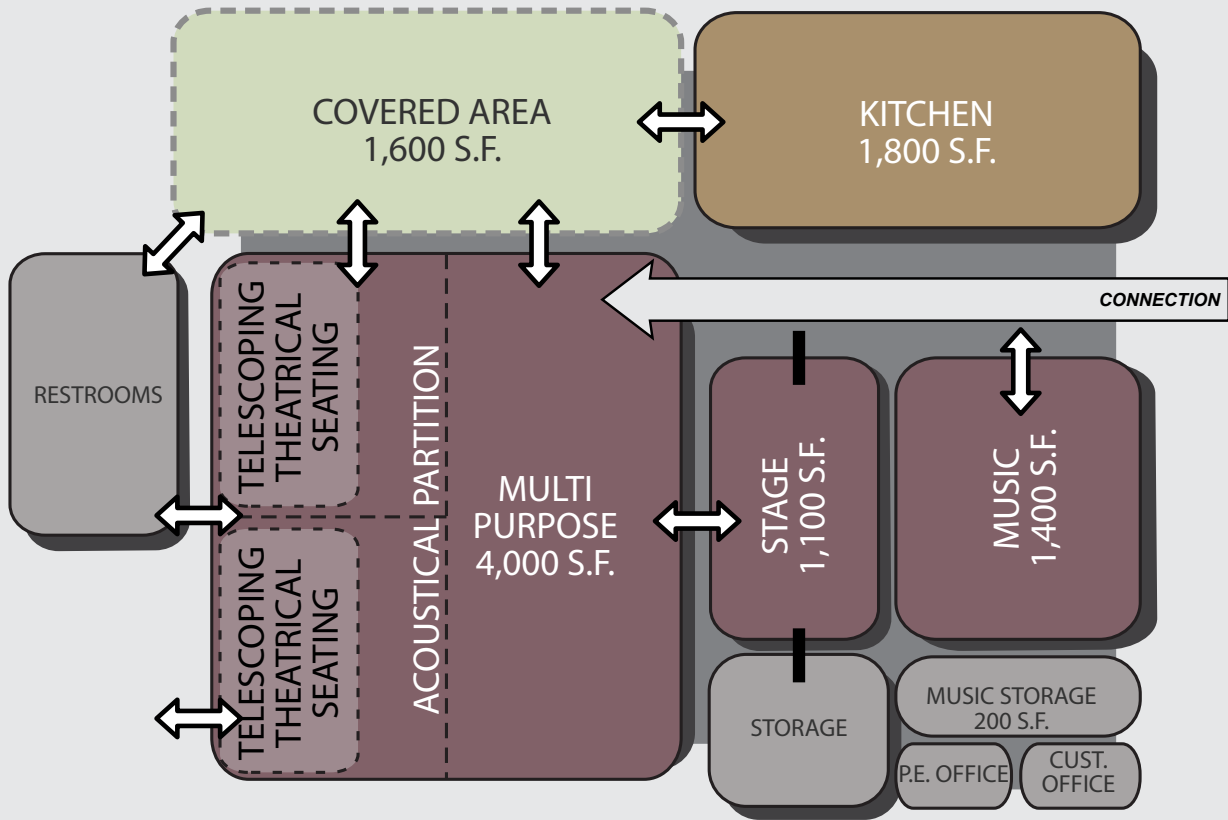 COVERED AREA
1,600 S.F.
KITCHEN
1,800 S.F.
CONNECTION
RESTROOMS
TELESCOPING
THEATRICAL
SEATING
TELESCOPING
THEATRICAL
SEATING
ACOUSTICAL PARTITION
MULTI
PURPOSE
4,000 S.F.
STAGE
1,100 S.F.
MUSIC
1,400 S.F.
STORAGE
MUSIC STORAGE
200 S.F.
P.E. OFFICE
CUST.
OFFICE